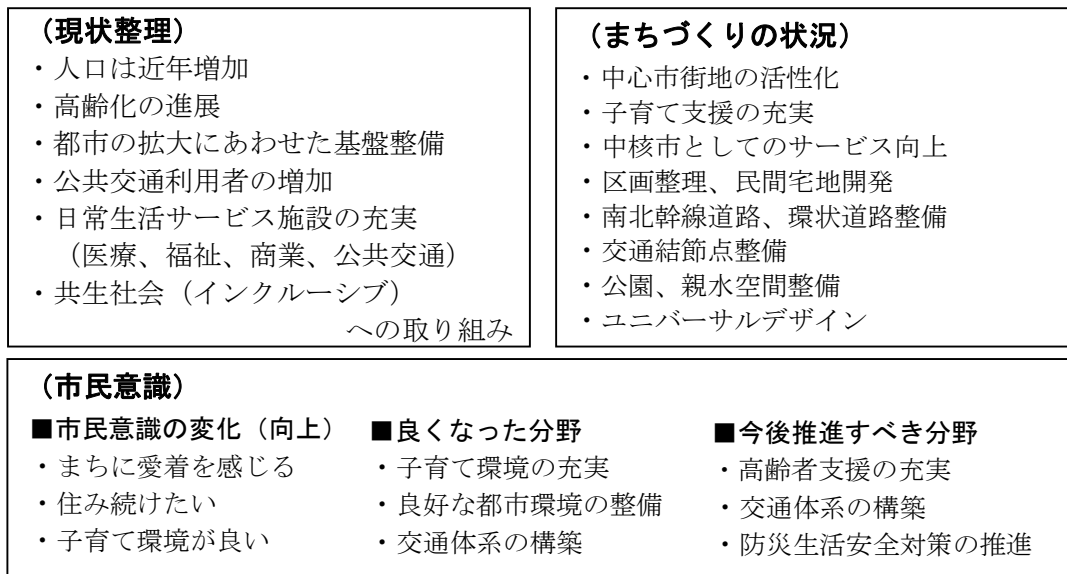 （現状整理）
・人口は近年増加
・高齢化の進展
・都市の拡大にあわせた基盤整備
・公共交通利用者の増加
・日常生活サービス施設の充実
（医療、福祉、商業、公共交通）
・共生社会（インクルーシブ）
への取り組み
（まちづくりの状況）
・中心市街地の活性化
・子育て支援の充実
・中核市としてのサービス向上
・区画整理、民間宅地開発
・南北幹線道路、環状道路整備
・交通結節点整備
・公園、親水空間整備
・ユニバーサルデザイン
（市民意識）
■市民意識の変化（向上）
・まちに愛着を感じる
・住み続けたい
・子育て環境が良い
■良くなった分野
・子育て環境の充実
・良好な都市環境の整備
・交通体系の構築
■今後推進すべき分野
・高齢者支援の充実
・交通体系の構築
・防災生活安全対策の推進